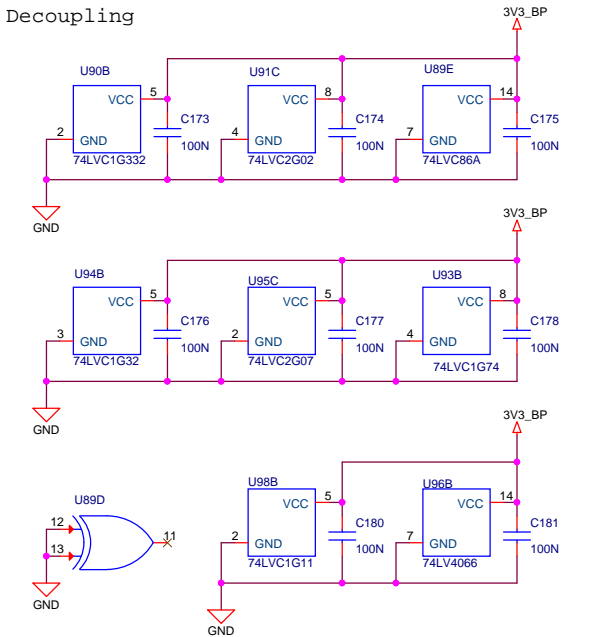 Decoupling
3V3_BP
U90B
U91C
U89E
VCC 5
VCC 8
VCC 14
C173
C174
C175
2 GND
4 GND
7 GND
100N
100N
100N
74LVC1G332
74LVC2G02
74LVC86A
GND
3V3_BP
U94B
U95C
U93B
VCC 5
VCC 5
VCC 8
C176
C177
C178
3 GND
2 GND
4 GND
100N
100N
100N
74LVC1G32
74LVC2G07
74LVC1G74
GND
3V3_BP
U89D
U98B
U96B
VCC 5
VCC 14
12
11
C180
C181
13
2 GND
7 GND
100N
100N
74LVC1G11
74LV4066
GND
GND